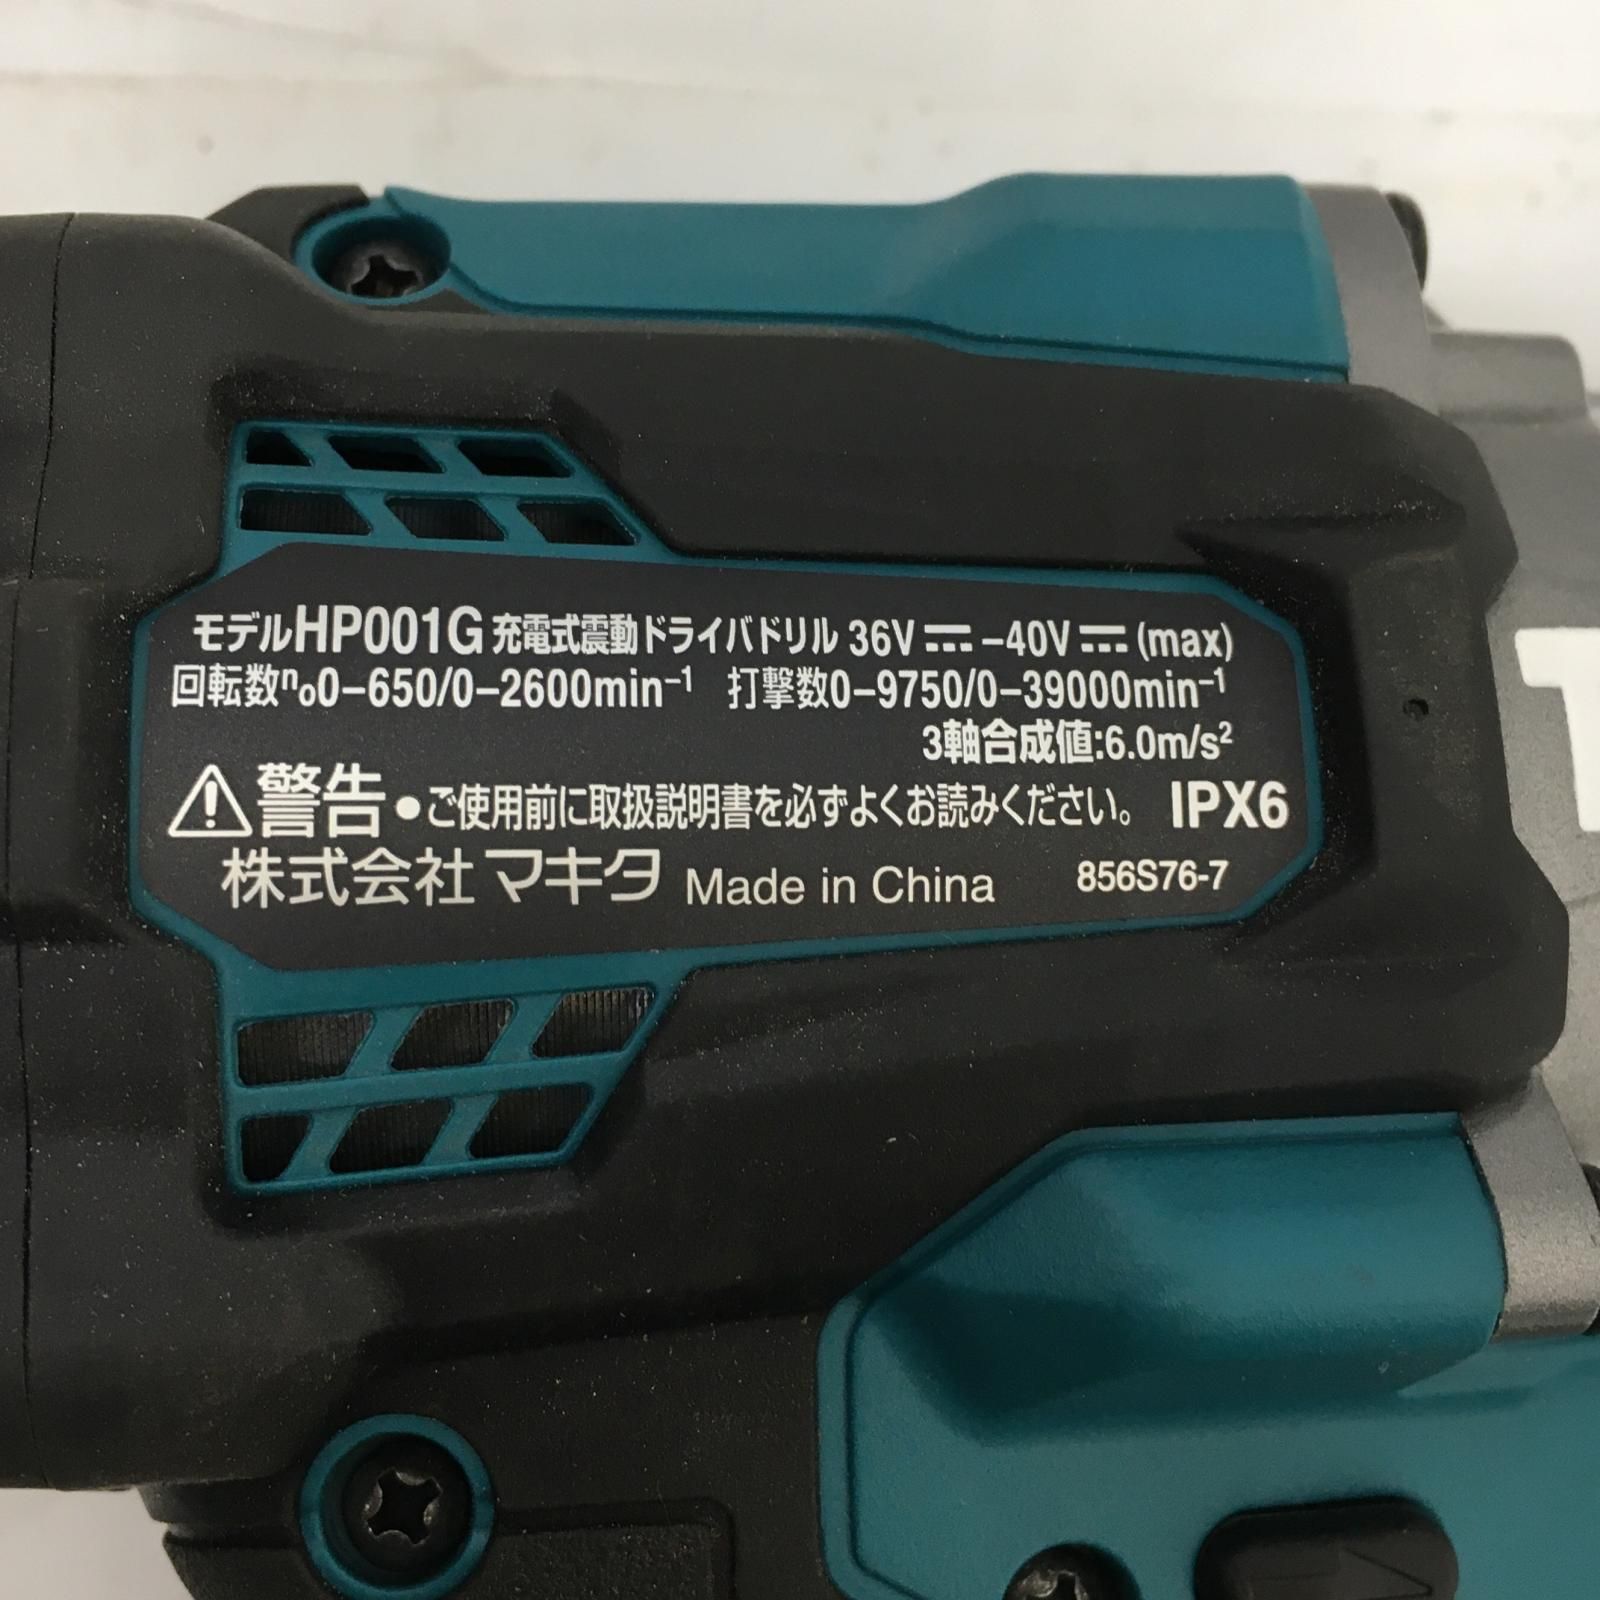 モデルHP001G 充電式震動ドライバドリル 36V⎓–40V⎓(max)
回転数n₀0–650/0–2600min⁻¹ 打撃数0–9750/0–39000min⁻¹
3軸合成値:6.0m/s²
⚠警告●ご使用前に取扱説明書を必ずよくお読みください。 IPX6
株式会社マキタ Made in China 856S76-7